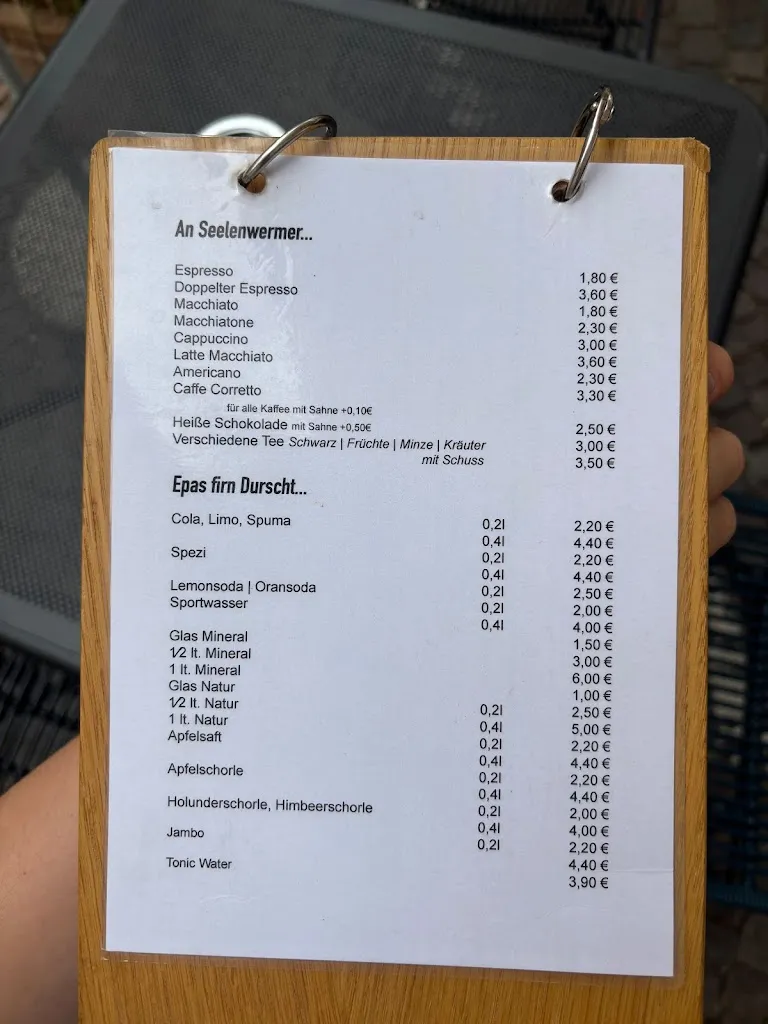 An Seelenwermer...
Espresso 1,80 €
Doppelter Espresso 3,60 €
Macchiato 1,80 €
Macchiatone 2,30 €
Cappuccino 3,00 €
Latte Macchiato 3,60 €
Americano 2,30 €
Caffe Corretto 3,30 €
für alle Kaffee mit Sahne +0,10€
Heiße Schokolade mit Sahne +0,50€ 2,50 €
Verschiedene Tee Schwarz | Früchte | Minze | Kräuter 3,00 €
mit Schuss 3,50 €
Epas firn Durscht...
Cola, Limo, Spuma 0,2l 2,20 €
0,4l 4,40 €
Spezi 0,2l 2,20 €
0,4l 4,40 €
Lemonsoda | Oransoda 0,2l 2,50 €
Sportwasser 0,2l 2,00 €
0,4l 4,00 €
Glas Mineral 1,50 €
1⁄2 lt. Mineral 3,00 €
1 lt. Mineral 6,00 €
Glas Natur 1,00 €
1⁄2 lt. Natur 2,50 €
1 lt. Natur 5,00 €
Apfelsaft 0,2l 2,20 €
0,4l 4,40 €
Apfelschorle 0,2l 2,20 €
0,4l 4,40 €
Holunderschorle, Himbeerschorle 0,2l 2,00 €
0,4l 4,00 €
Jambo 0,2l 2,20 €
0,4l 4,40 €
Tonic Water 0,2l 3,90 €